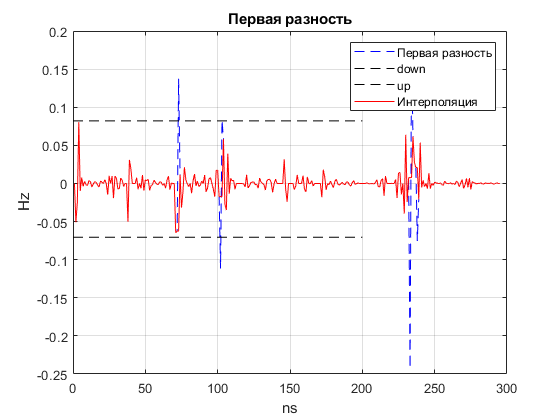 Первая разность
0.2
0.15
0.1
0.05
0
-0.05
-0.1
-0.15
-0.2
-0.25
Hz
Первая разность
down
up
Интерполяция
0 50 100 150 200 250 300
ns